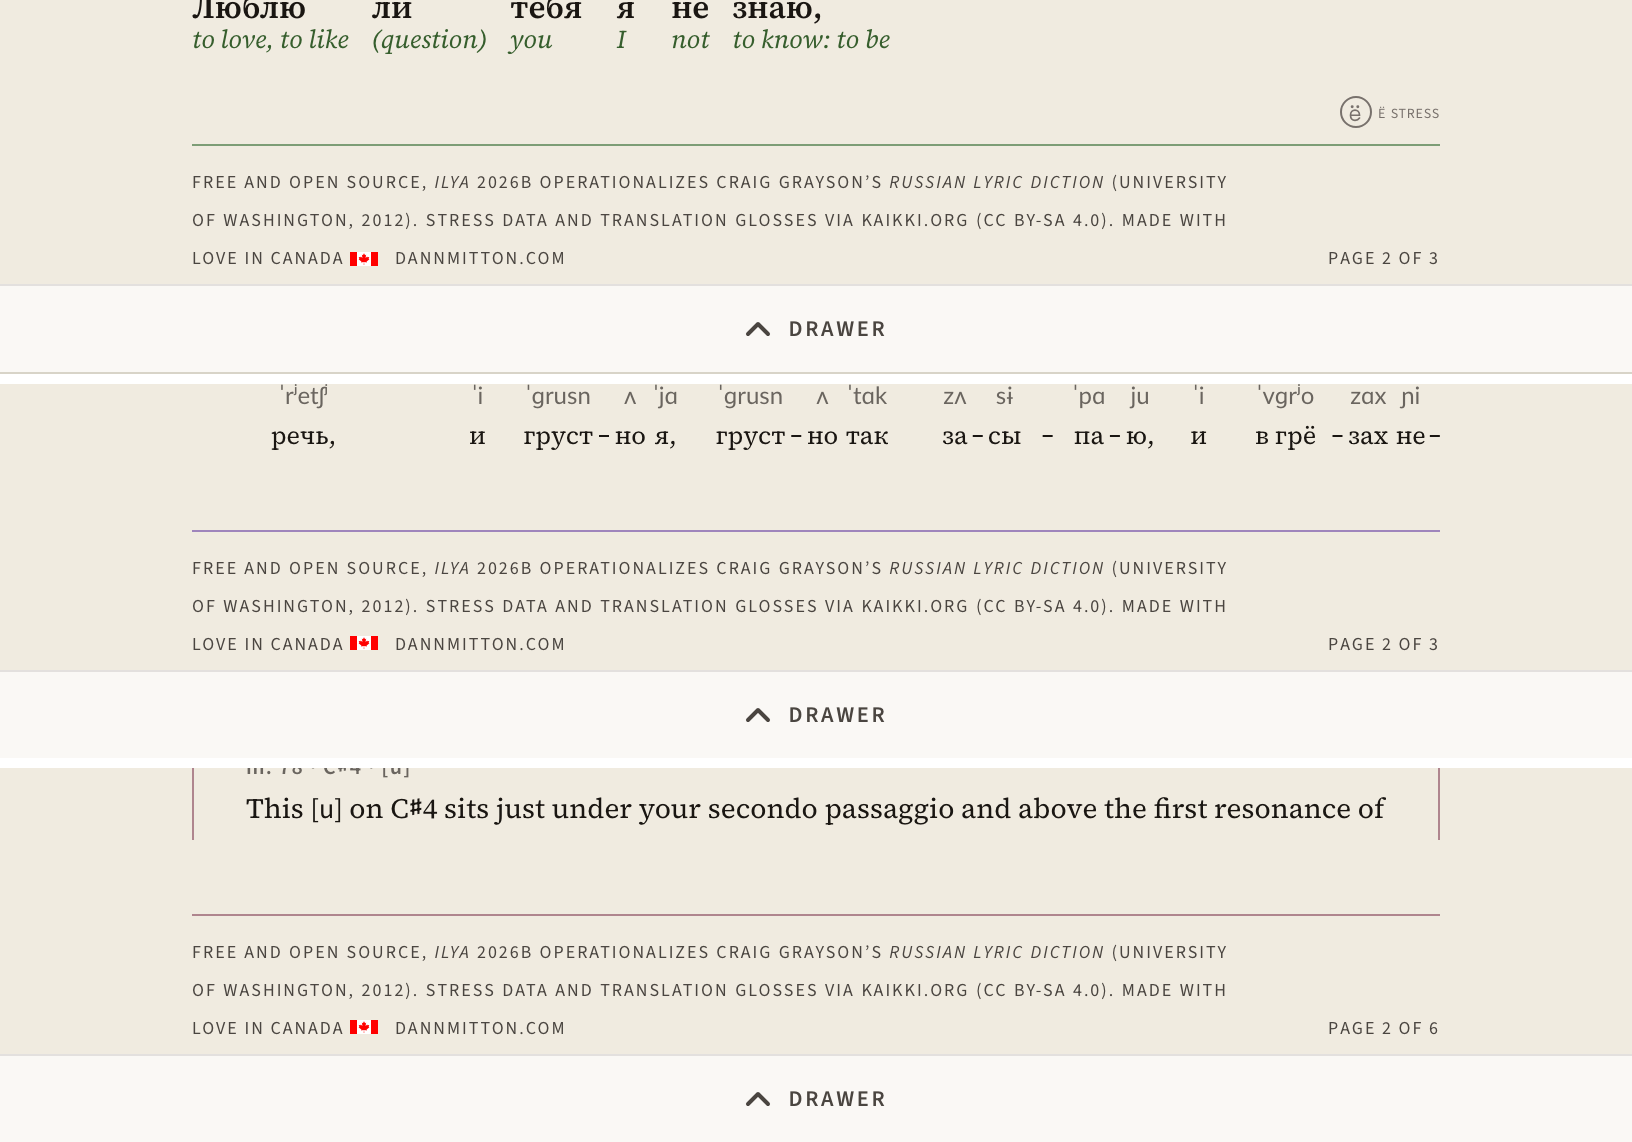 Люблю ли тебя я не знаю,
to love, to like (question) you I not to know: to be
ё Ё STRESS
FREE AND OPEN SOURCE, ILYA 2026B OPERATIONALIZES CRAIG GRAYSON’S RUSSIAN LYRIC DICTION (UNIVERSITY
OF WASHINGTON, 2012). STRESS DATA AND TRANSLATION GLOSSES VIA KAIKKI.ORG (CC BY-SA 4.0). MADE WITH
LOVE IN CANADA 🇨🇦 DANNMITTON.COM PAGE 2 OF 3
DRAWER
ˈrʲetʃʲ ˈi ˈɡrusn ʌ ˈjɑ ˈɡrusn ʌ ˈtɑk zʌ sɨ ˈpɑ ju ˈi ˈvɡrʲo zɑx ɲi
речь, и груст – но я, груст – но так за – сы – па – ю, и в грё – зах не –
FREE AND OPEN SOURCE, ILYA 2026B OPERATIONALIZES CRAIG GRAYSON’S RUSSIAN LYRIC DICTION (UNIVERSITY
OF WASHINGTON, 2012). STRESS DATA AND TRANSLATION GLOSSES VIA KAIKKI.ORG (CC BY-SA 4.0). MADE WITH
LOVE IN CANADA 🇨🇦 DANNMITTON.COM PAGE 2 OF 3
DRAWER
m. 78 · C♯4 · [u]
This [u] on C♯4 sits just under your secondo passaggio and above the first resonance of
FREE AND OPEN SOURCE, ILYA 2026B OPERATIONALIZES CRAIG GRAYSON’S RUSSIAN LYRIC DICTION (UNIVERSITY
OF WASHINGTON, 2012). STRESS DATA AND TRANSLATION GLOSSES VIA KAIKKI.ORG (CC BY-SA 4.0). MADE WITH
LOVE IN CANADA 🇨🇦 DANNMITTON.COM PAGE 2 OF 6
DRAWER